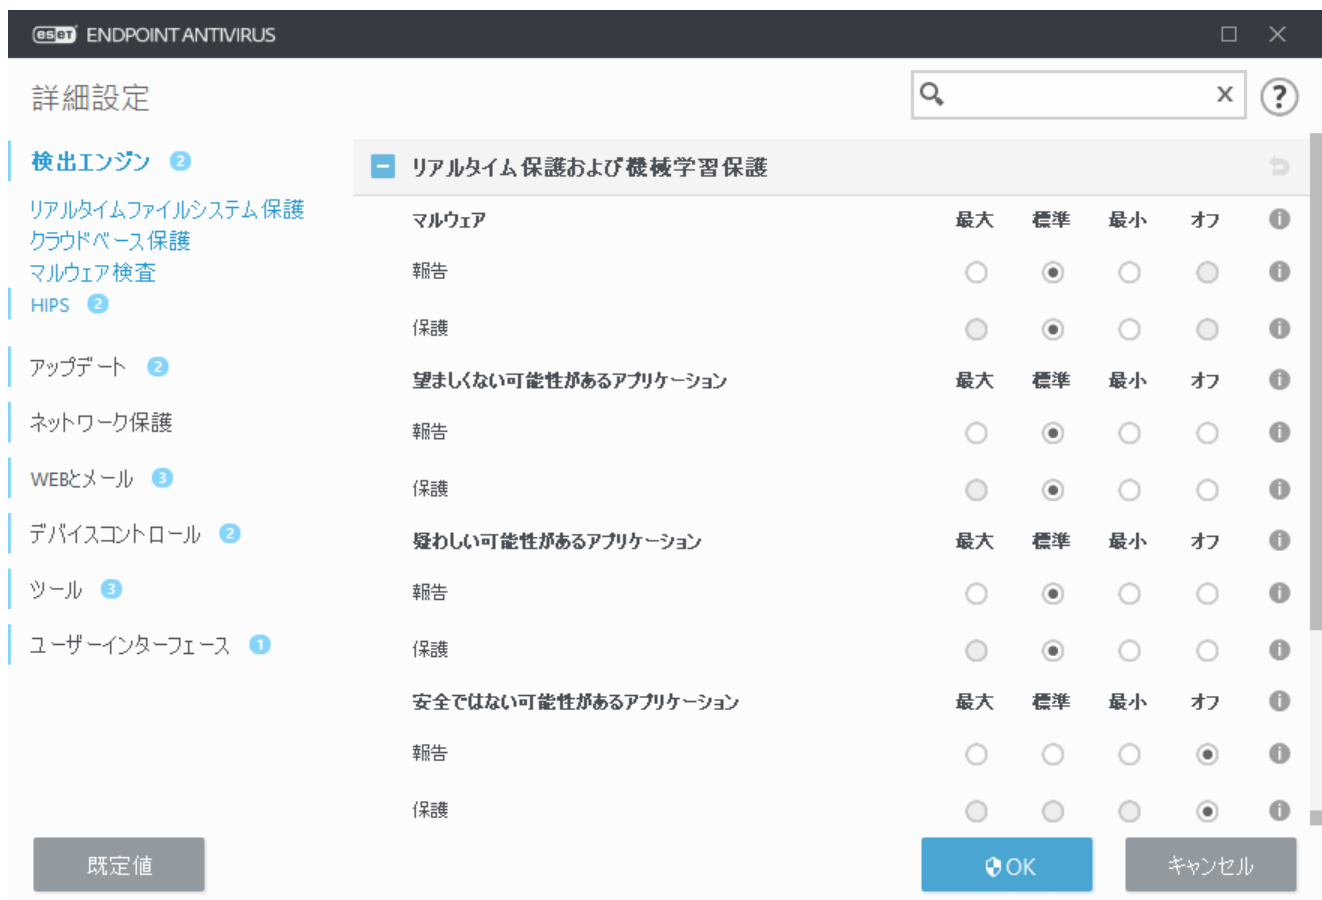 eseT ENDPOINT ANTIVIRUS
詳細設定
x ?
検出エンジン 2
リアルタイムファイルシステム保護
クラウドベース保護
マルウェア検査
HIPS 2
アップデート 2
ネットワーク保護
WEBとメール 3
デバイスコントロール 2
ツール 3
ユーザーインターフェース 1
リアルタイム保護および機械学習保護
マルウェア 最大 標準 最小 オフ
報告
保護
望ましくない可能性があるアプリケーション 最大 標準 最小 オフ
報告
保護
疑わしい可能性があるアプリケーション 最大 標準 最小 オフ
報告
保護
安全ではない可能性があるアプリケーション 最大 標準 最小 オフ
報告
保護
既定値 OK キャンセル